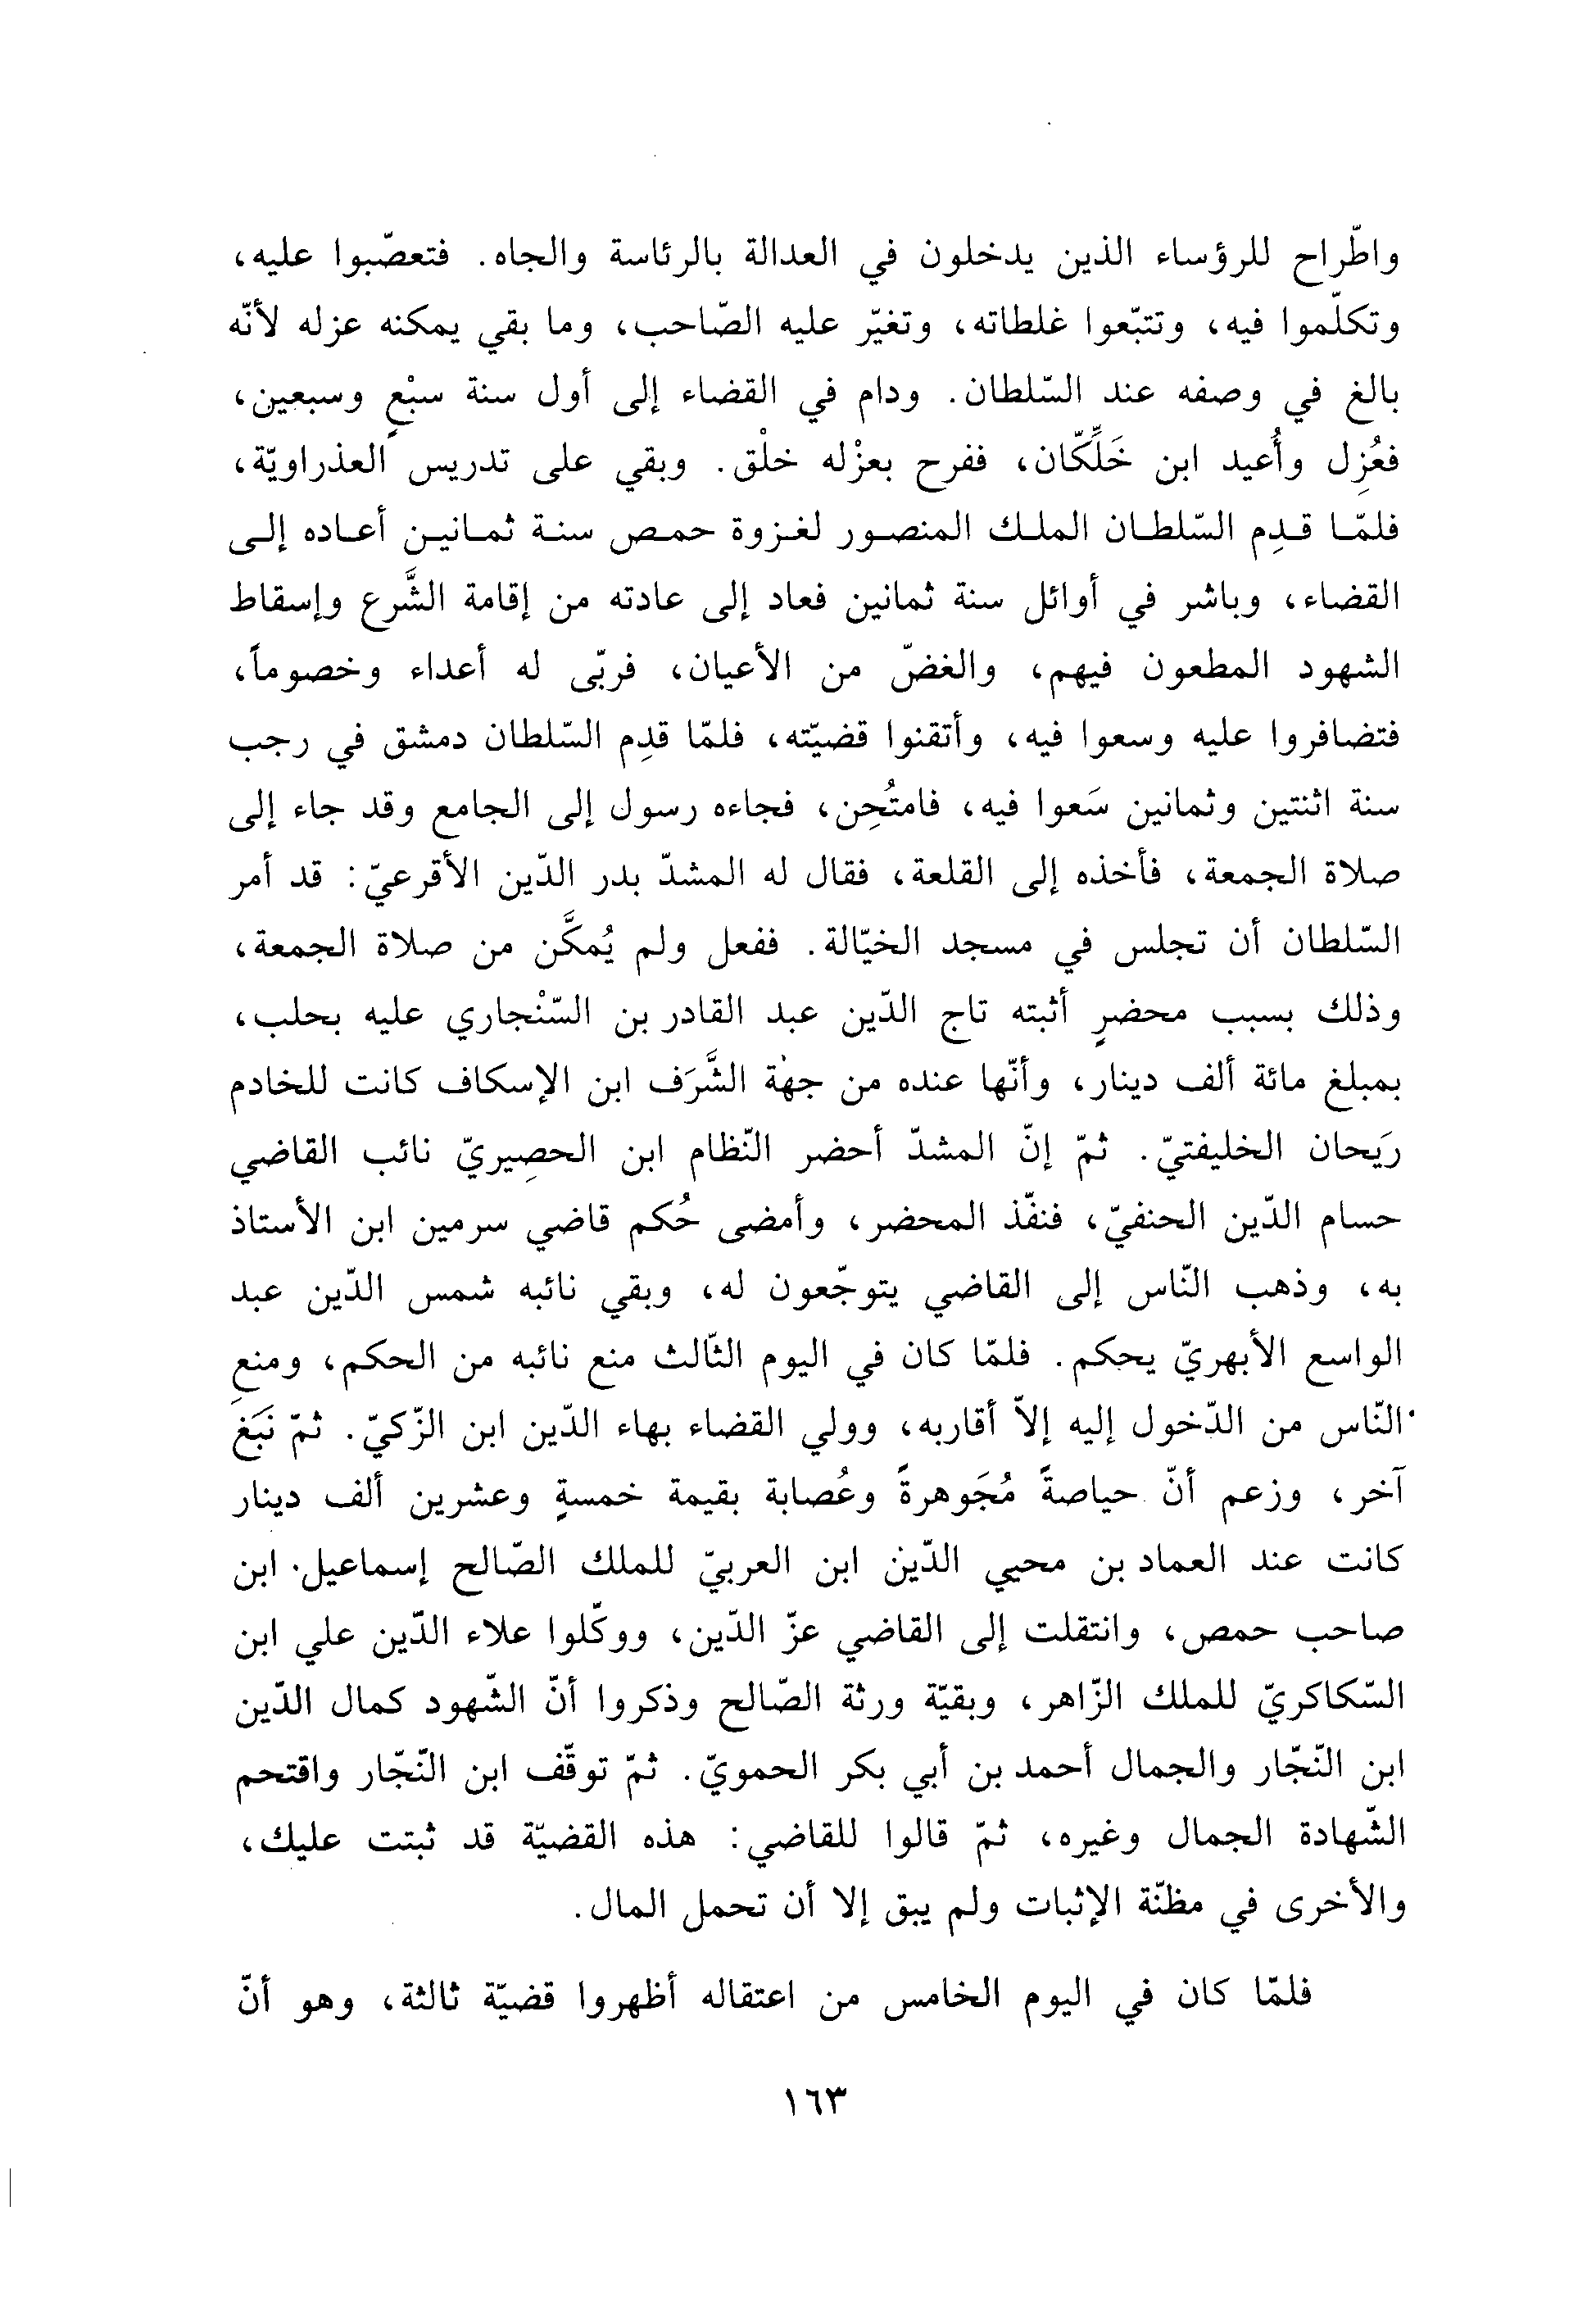 واطّراح للرؤساء الذين يدخلون في العدالة بالرئاسة والجاه. فتعصّبوا عليه،
وتكلّموا فيه، وتتبّعوا غلطاته، وتغيّر عليه الصّاحب، وما بقي يمكنه عزله لأنّه
بالغ في وصفه عند السّلطان. ودام في القضاء إلى أول سنة سبْعٍ وسبعين،
فعُزِل وأُعيد ابن خَلِّكّان، ففرح بعزْله خلْق. وبقي على تدريس العذراويّة،
فلمّا قدِم السّلطان الملك المنصور لغزوة حمص سنة ثمانين أعاده إلى
القضاء، وباشر في أوائل سنة ثمانين فعاد إلى عادته من إقامة الشَّرع وإسقاط
الشهود المطعون فيهم، والغضّ من الأعيان، فربّى له أعداء وخصوماً،
فتضافروا عليه وسعوا فيه، وأتقنوا قضيّته، فلمّا قدِم السّلطان دمشق في رجب
سنة اثنتين وثمانين سَعوا فيه، فامتُحِن، فجاءه رسول إلى الجامع وقد جاء إلى
صلاة الجمعة، فأخذه إلى القلعة، فقال له المشدّ بدر الدّين الأقرعيّ: قد أمر
السّلطان أن تجلس في مسجد الخيّالة. ففعل ولم يُمكَّن من صلاة الجمعة،
وذلك بسبب محضرٍ أثبته تاج الدّين عبد القادر بن السّنْجاري عليه بحلب،
بمبلغ مائة ألف دينار، وأنّها عنده من جهة الشَّرَف ابن الإسكاف كانت للخادم
رَيحان الخليفتيّ. ثمّ إنّ المشدّ أحضر النّظام ابن الحصِيريّ نائب القاضي
حسام الدّين الحنفيّ، فنفّذ المحضر، وأمضى حُكم قاضي سرمين ابن الأستاذ
به، وذهب النّاس إلى القاضي يتوجّعون له، وبقي نائبه شمس الدّين عبد
الواسع الأبهريّ يحكم. فلمّا كان في اليوم الثّالث منع نائبه من الحكم، ومنعِ
النّاس من الدّخول إليه إلاّ أقاربه، وولي القضاء بهاء الدّين ابن الزّكيّ. ثمّ نَبَغ
آخر، وزعم أنّ حياصةً مُجَوهرةً وعُصابة بقيمة خمسةٍ وعشرين ألف دينار
كانت عند العماد بن محيي الدّين ابن العربيّ للملك الصّالح إسماعيل ابن
صاحب حمص، وانتقلت إلى القاضي عزّ الدّين، ووكّلوا علاء الدّين علي ابن
السّكاكريّ للملك الزّاهر، وبقيّة ورثة الصّالح وذكروا أنّ الشّهود كمال الدّين
ابن النّجّار والجمال أحمد بن أبي بكر الحمويّ. ثمّ توقّف ابن النّجّار واقتحم
الشّهادة الجمال وغيره، ثمّ قالوا للقاضي: هذه القضيّة قد ثبتت عليك،
والأخرى في مظنّة الإثبات ولم يبق إلا أن تحمل المال.
فلمّا كان في اليوم الخامس من اعتقاله أظهروا قضيّة ثالثة، وهو أنّ
١٦٣